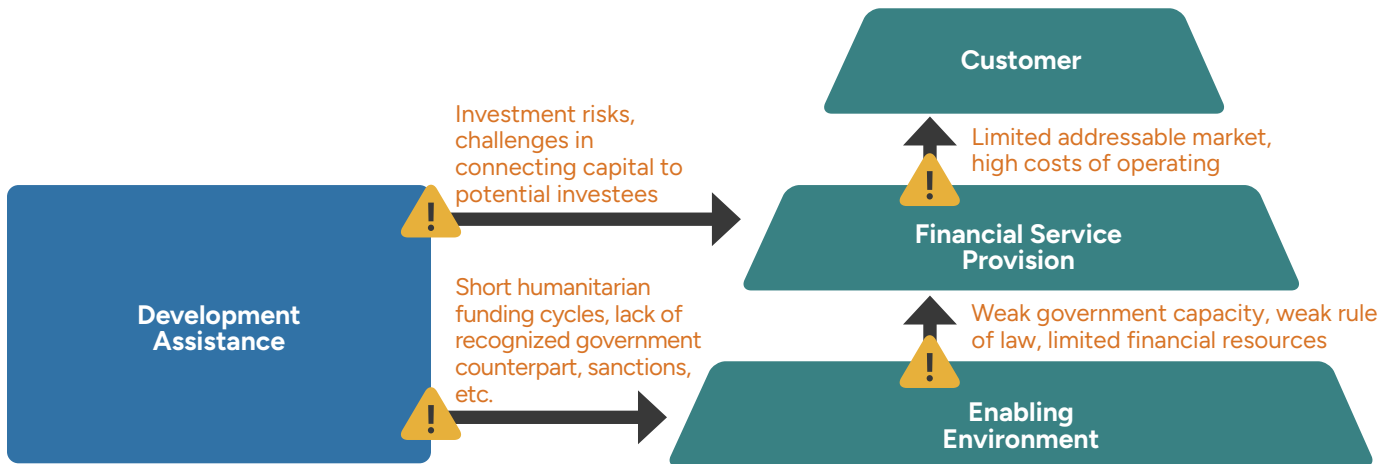 Customer
Investment risks,
challenges in
connecting capital to
potential investees
Limited addressable market,
high costs of operating
!
!
Financial Service
Provision
Development
Assistance
Short humanitarian
funding cycles, lack of
recognized government
counterpart, sanctions,
etc.
Weak government capacity, weak rule
of law, limited financial resources
!
!
Enabling
Environment